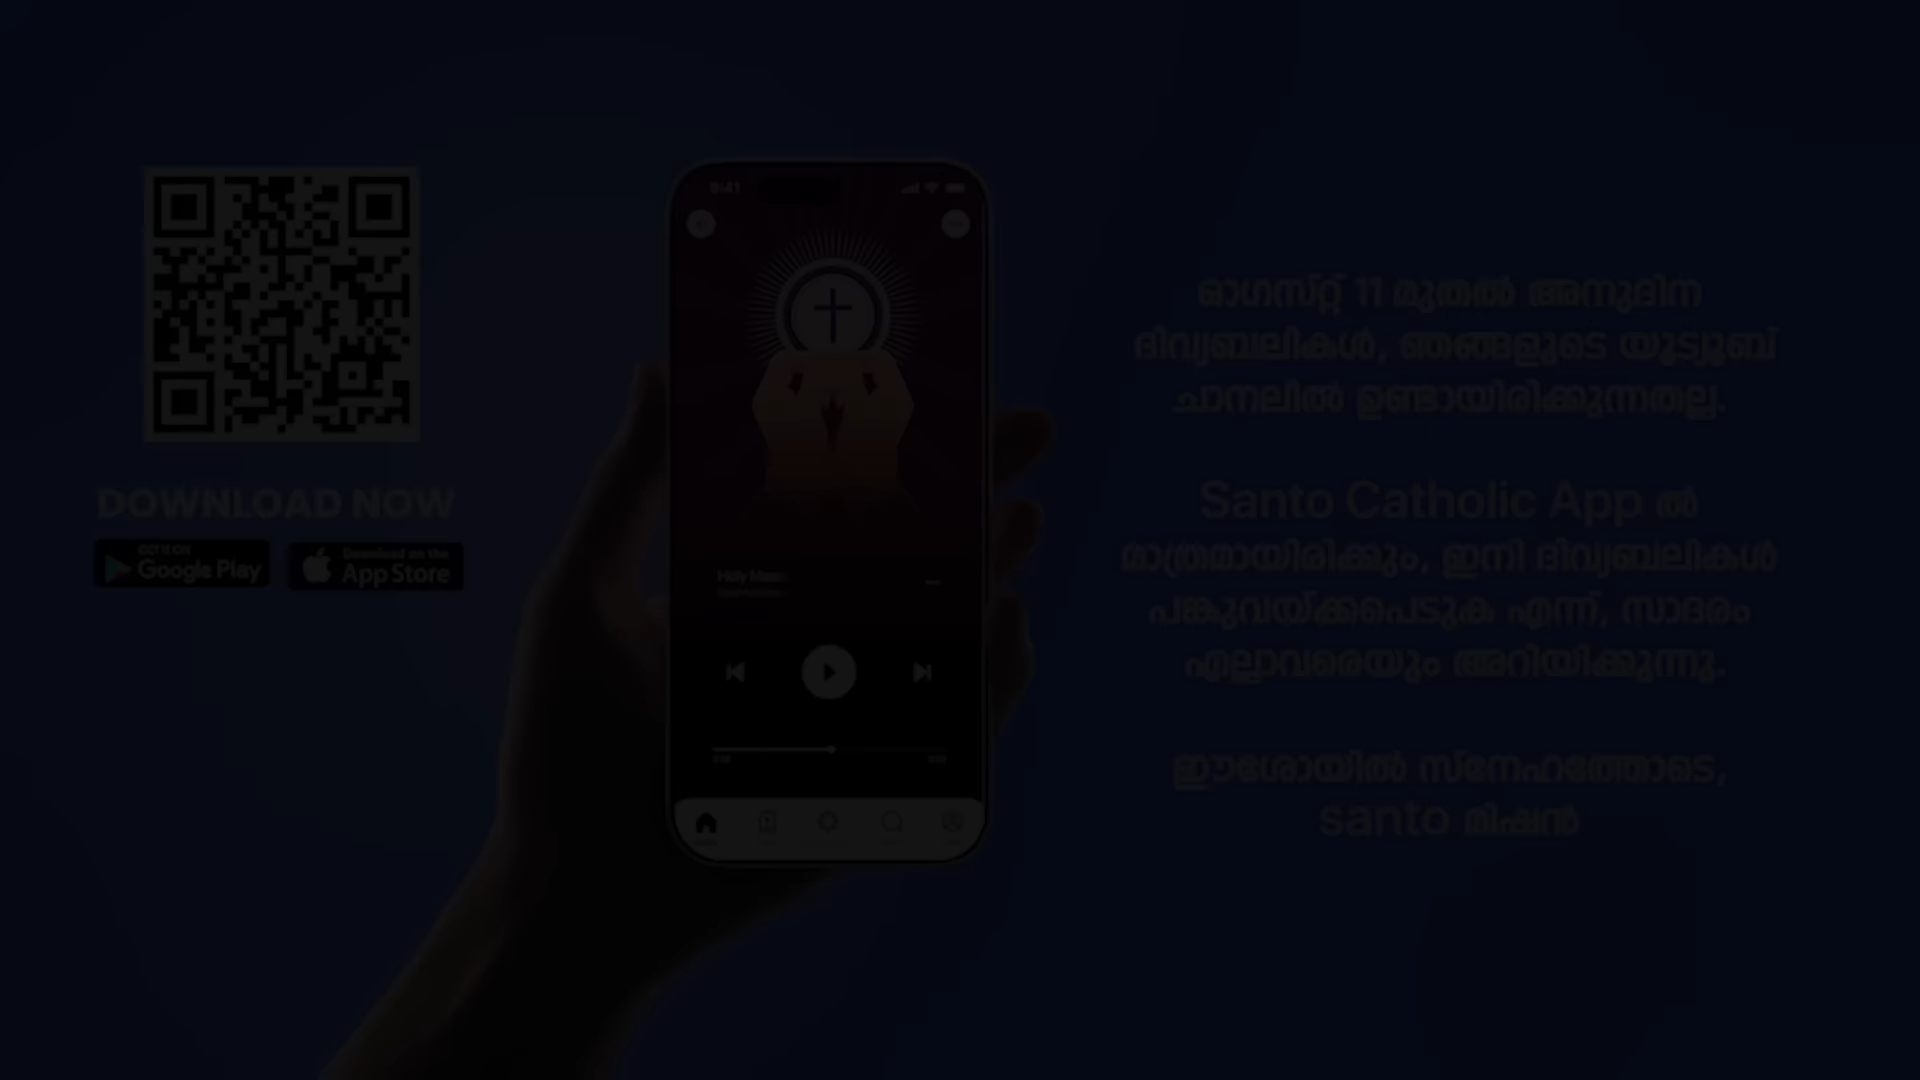 DOWNLOAD NOW
GET IT ON
Google Play
Download on the
App Store
9:41
Holy Mass
ഓഗസ്റ്റ് 11 മുതൽ അനുദിന
ദിവ്യബലികൾ, ഞങ്ങളുടെ യൂട്യൂബ്
ചാനലിൽ ഉണ്ടായിരിക്കുന്നതല്ല.
Santo Catholic App ൽ
മാത്രമായിരിക്കും, ഇനി ദിവ്യബലികൾ
പങ്കുവയ്ക്കപെടുക എന്ന്, സാദരം
എല്ലാവരെയും അറിയിക്കുന്നു.
ഈശോയിൽ സ്നേഹത്തോടെ,
santo മിഷൻ